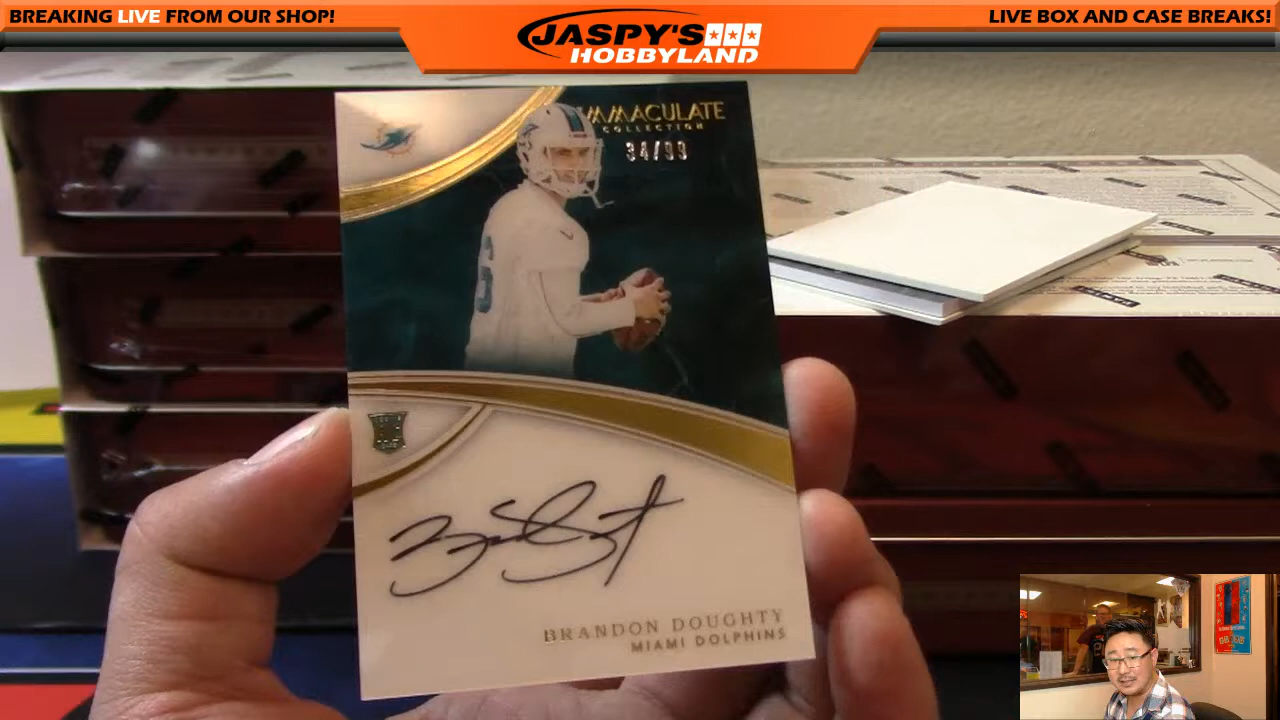 BREAKING LIVE FROM OUR SHOP!
JASPY'S
HOBBYLAND
LIVE BOX AND CASE BREAKS!
IMMACULATE
COLLECTION
34/99
6
BRANDON DOUGHTY
MIAMI DOLPHINS